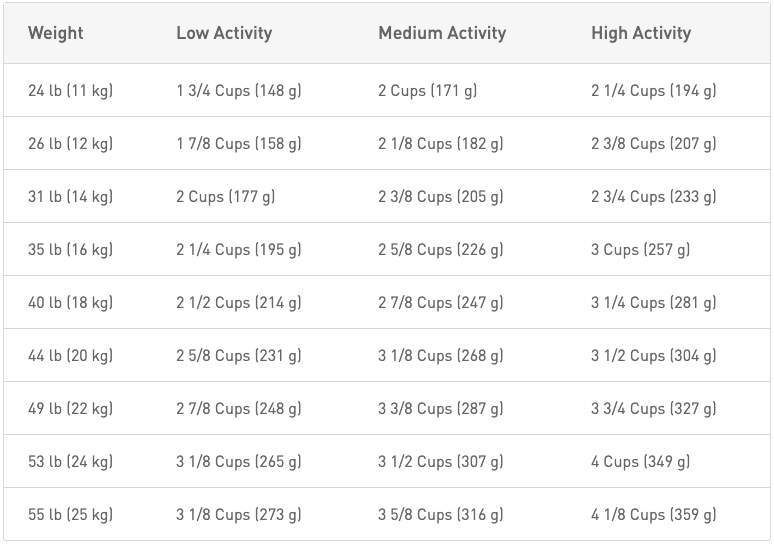 Weight Low Activity Medium Activity High Activity
24 lb (11 kg) 1 3/4 Cups (148 g) 2 Cups (171 g) 2 1/4 Cups (194 g)
26 lb (12 kg) 1 7/8 Cups (158 g) 2 1/8 Cups (182 g) 2 3/8 Cups (207 g)
31 lb (14 kg) 2 Cups (177 g) 2 3/8 Cups (205 g) 2 3/4 Cups (233 g)
35 lb (16 kg) 2 1/4 Cups (195 g) 2 5/8 Cups (226 g) 3 Cups (257 g)
40 lb (18 kg) 2 1/2 Cups (214 g) 2 7/8 Cups (247 g) 3 1/4 Cups (281 g)
44 lb (20 kg) 2 5/8 Cups (231 g) 3 1/8 Cups (268 g) 3 1/2 Cups (304 g)
49 lb (22 kg) 2 7/8 Cups (248 g) 3 3/8 Cups (287 g) 3 3/4 Cups (327 g)
53 lb (24 kg) 3 1/8 Cups (265 g) 3 1/2 Cups (307 g) 4 Cups (349 g)
55 lb (25 kg) 3 1/8 Cups (273 g) 3 5/8 Cups (316 g) 4 1/8 Cups (359 g)